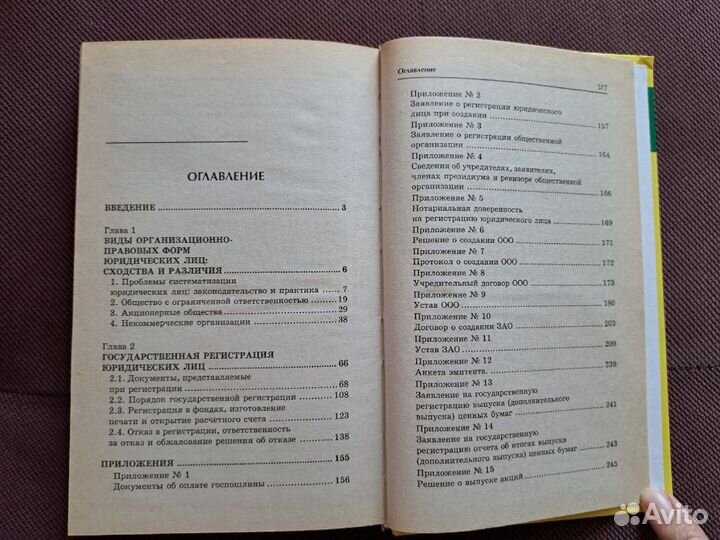 ОГЛАВЛЕНИЕ
ВВЕДЕНИЕ 3
Глава 1
ВИДЫ ОРГАНИЗАЦИОННО-
ПРАВОВЫХ ФОРМ
ЮРИДИЧЕСКИХ ЛИЦ:
СХОДСТВА И РАЗЛИЧИЯ 6
1. Проблемы систематизации
юридических лиц: законодательство и практика 7
2. Общество с ограниченной ответственностью 19
3. Акционерные общества 29
4. Некоммерческие организации 38
Глава 2
ГОСУДАРСТВЕННАЯ РЕГИСТРАЦИЯ
ЮРИДИЧЕСКИХ ЛИЦ 66
2.1. Документы, представляемые
при регистрации 68
2.2. Порядок государственной регистрации 108
2.3. Регистрация в фондах, изготовление
печати и открытие расчетного счета 123
2.4. Отказ в регистрации, ответственность
за отказ и обжалование решения об отказе 138
ПРИЛОЖЕНИЯ 155
Приложение № 1
Документы об оплате госпошлины 156
Оглавление 377
Приложение № 2
Заявление о регистрации юридического
лица при создании 157
Приложение № 3
Заявление о регистрации общественной
организации 164
Приложение № 4
Сведения об учредителях, заявителях,
членах президиума и ревизоре общественной
организации 166
Приложение № 5
Нотариальная доверенность
на регистрацию юридического лица 169
Приложение № 6
Решение о создании ООО 171
Приложение № 7
Протокол о создании ООО 172
Приложение № 8
Учредительный договор ООО 173
Приложение № 9
Устав ООО 180
Приложение № 10
Договор о создании ЗАО 203
Приложение № 11
Устав ЗАО 209
Приложение № 12
Анкета эмитента. 239
Приложение № 13
Заявление на государственную
регистрацию выпуска (дополнительного
выпуска) ценных бумаг 241
Приложение № 14
Заявление на государственную
регистрацию отчета об итогах выпуска
(дополнительного выпуска) ценных бумаг 243
Приложение № 15
Решение о выпуске акций 245
Avito